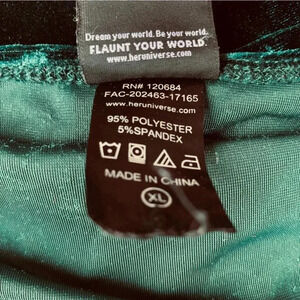 Dream your world. Be your world.
FLAUNT YOUR WORLD.
www.heruniverse.com
RN# 120684
FAC-202463-17165
www.heruniverse.com
95% POLYESTER
5%SPANDEX
MADE IN CHINA
XL